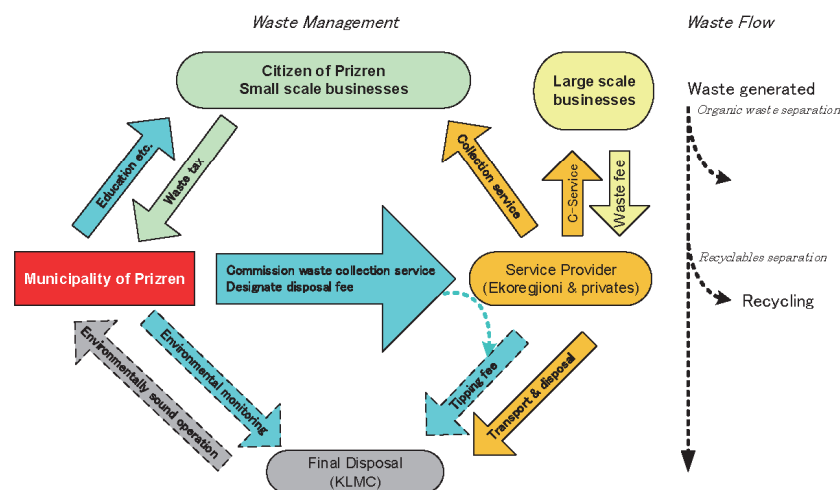 Waste Management
Waste Flow
Citizen of Prizren
Small scale businesses
Large scale
businesses
Waste generated
Organic waste separation
Education etc.
Waste tax
Collection service
C-Service
Waste fee
Municipality of Prizren
Commission waste collection service
Designate disposal fee
Service Provider
(Ekoregjioni & privates)
Recyclables separation
Recycling
Environmentally sound operation
Environmental monitoring
Tipping fee
Transport & disposal
Final Disposal
(KLMC)